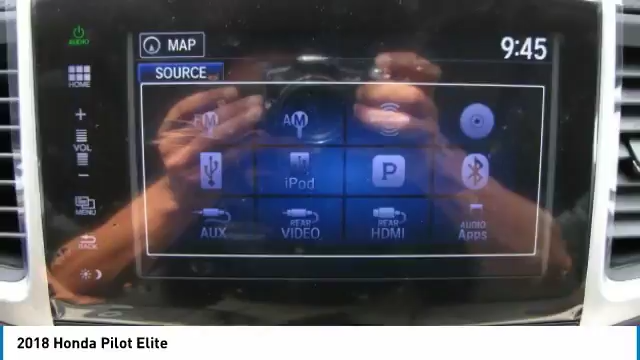 AUDIO
MAP
9:45
SOURCE
HOME
FM
AM
+
VOL
-
iPod
P
MENU
AUX
REAR
VIDEO
REAR
HDMI
AUDIO
Apps
BACK
2018 Honda Pilot Elite